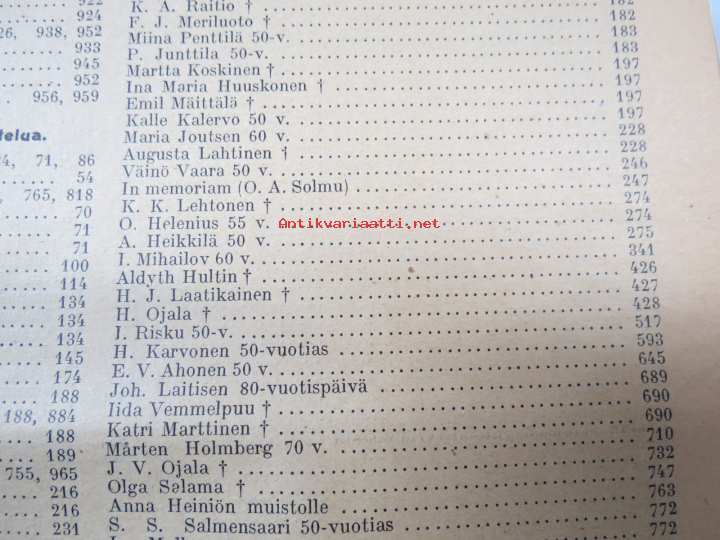 922
924
26, 938, 952
933
945
952
956, 959
telua.
71, 86
54
765, 818
70
71
71
100
114
134
134
134
145
174
188
188, 884
188
189
755, 965
216
216
231
K. A. Raitio † 182
F. J. Meriluoto † 182
Miina Penttilä 50-v. 183
P. Junttila 50-v. 183
Martta Koskinen † 197
Ina Maria Huuskonen † 197
Emil Mäittälä † 197
Kalle Kalervo 50 v. 197
Maria Joutsen 60 v. 228
Augusta Lahtinen † 228
Väinö Vaara 50 v. 246
In memoriam (O. A. Solmu) 247
K. K. Lehtonen † 274
O. Helenius 55 v. 274
Antikvariaatti.net
A. Heikkilä 50 v. 275
I. Mihailov 60 v. 341
Aldyth Hultin † 426
H. J. Laatikainen † 427
H. Ojala † 428
I. Risku 50-v. 517
H. Karvonen 50-vuotias 593
E. V. Ahonen 50 v. 645
Joh. Laitisen 80-vuotispäivä 689
Iida Vemmelpuu † 690
Katri Marttinen † 690
Mårten Holmberg 70 v. 710
J. V. Ojala † 732
Olga Salama † 747
Anna Heiniön muistolle 763
S. S. Salmensaari 50-vuotias 772
772